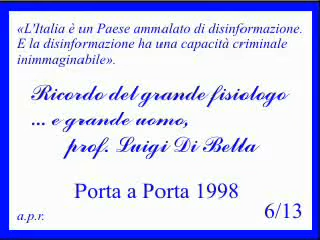 «L'Italia è un Paese ammalato di disinformazione.
E la disinformazione ha una capacità criminale
inimmaginabile».
Ricordo del grande fisiologo
... e grande uomo,
prof. Luigi Di Bella
Porta a Porta 1998
a.p.r.
6/13